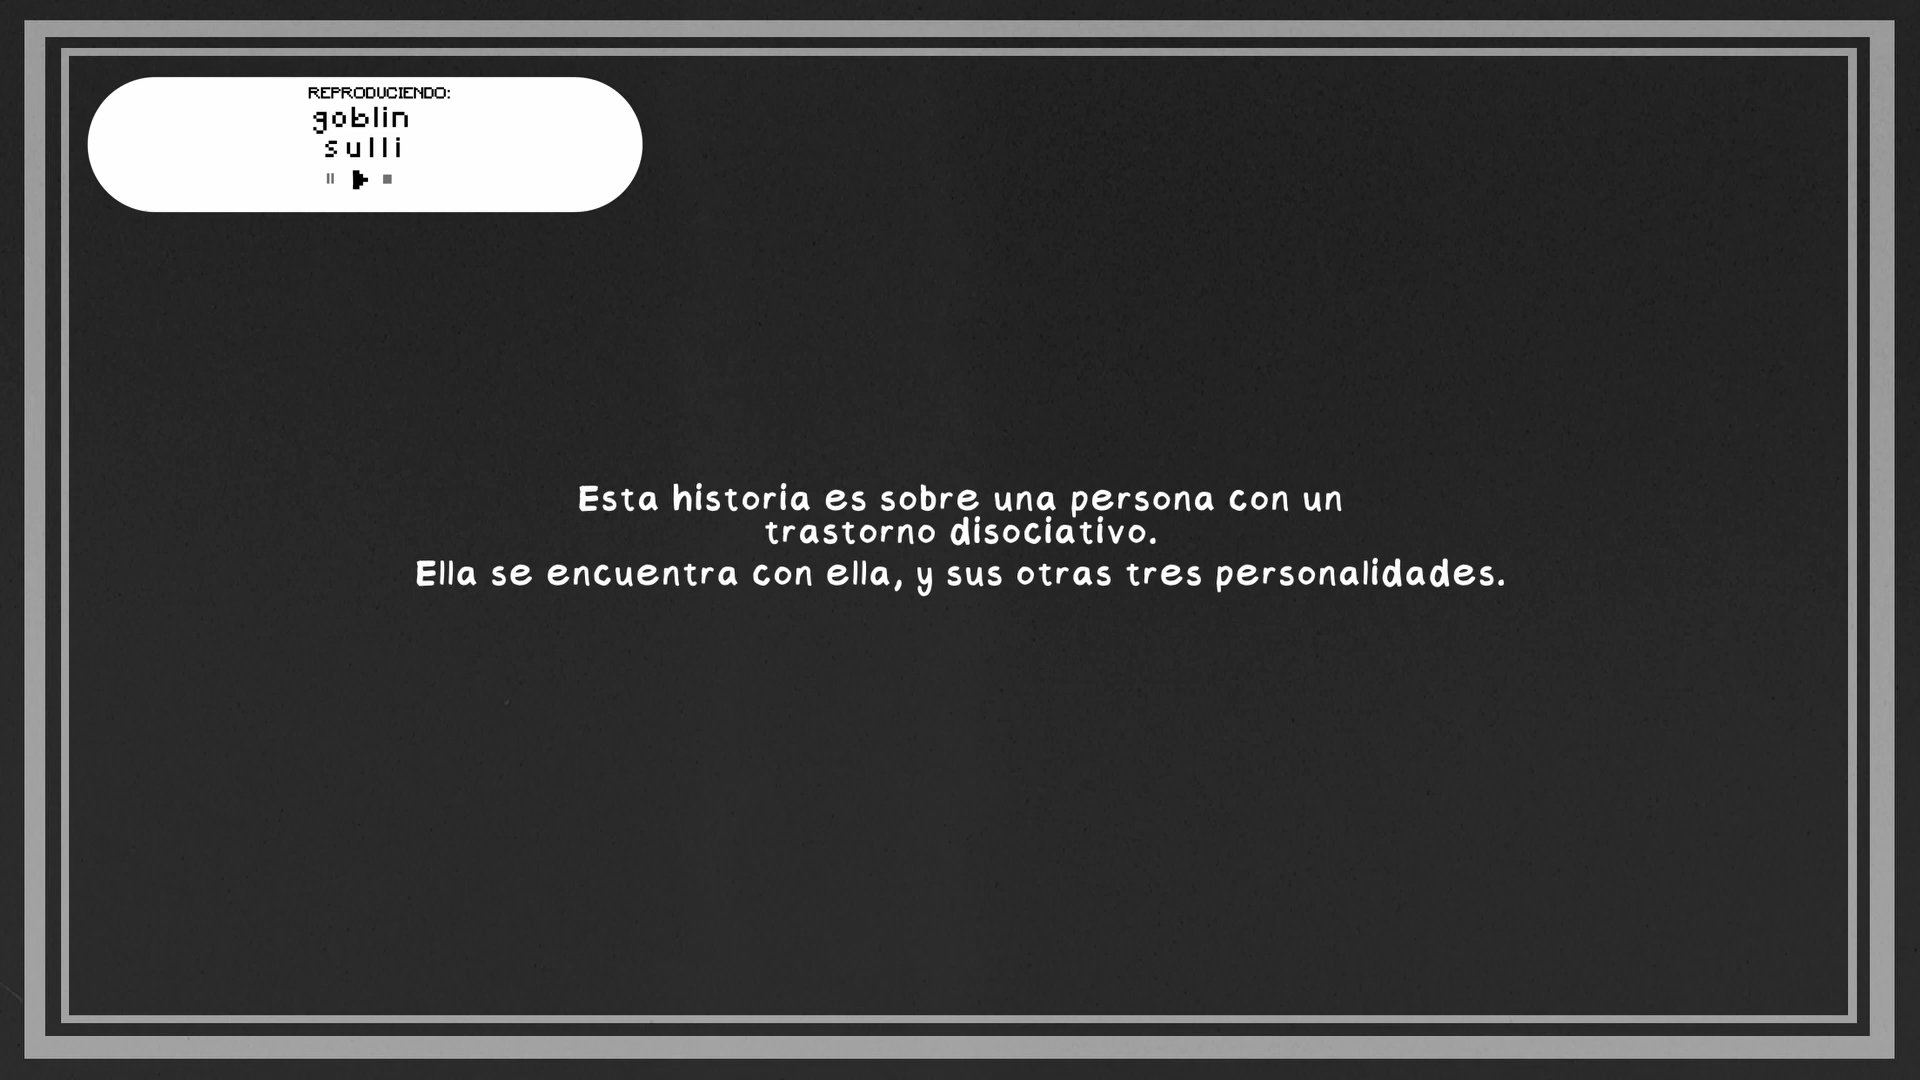 REPRODUCIENDO:
goblin
sulli
Esta historia es sobre una persona con un
trastorno disociativo.
Ella se encuentra con ella, y sus otras tres personalidades.